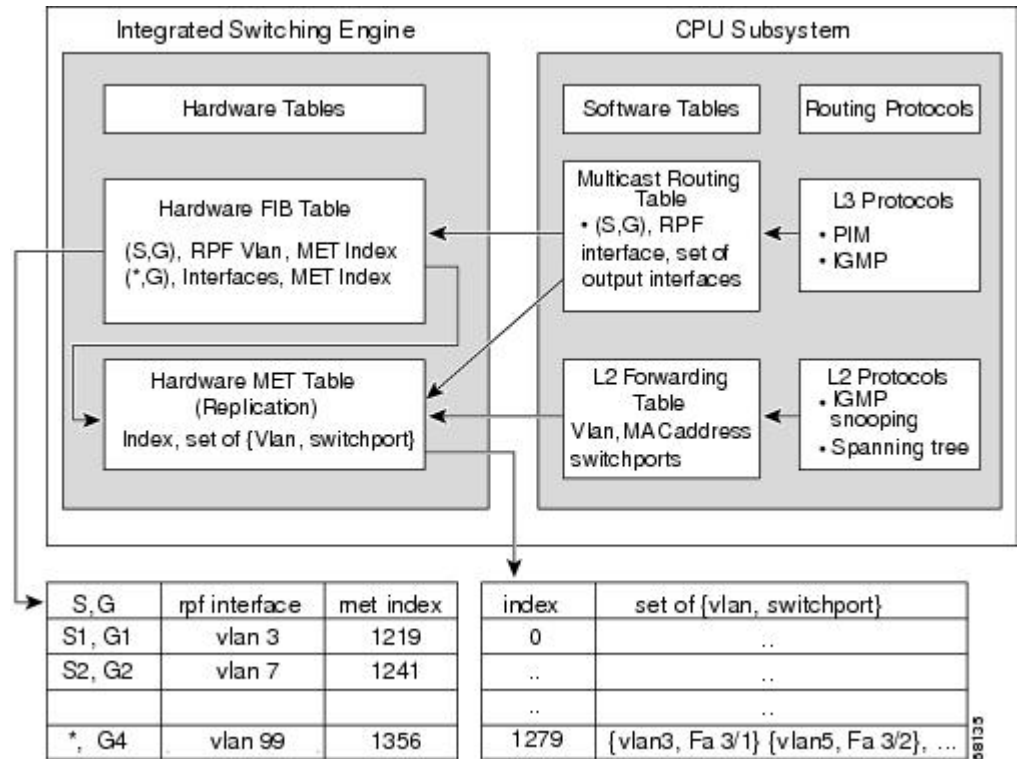 Integrated Switching Engine
CPU Subsystem
Hardware Tables
Software Tables
Routing Protocols
Hardware FIB Table
(S,G), RPF Vlan, MET Index
(*,G), Interfaces, MET Index
Multicast Routing
Table
• (S,G), RPF
interface, set of
output interfaces
L3 Protocols
• PIM
• IGMP
Hardware MET Table
(Replication)
Index, set of {Vlan, switchport}
L2 Forwarding
Table
Vlan, MACaddress
switchports
L2 Protocols
• IGMP
snooping
• Spanning tree
S,G rpf interface met index
S1, G1 vlan 3 1219
S2, G2 vlan 7 1241
*, G4 vlan 99 1356
index set of {vlan, switchport}
0 ..
.. ..
.. ..
1279 {vlan3, Fa 3/1} {vlan5, Fa 3/2}, ...
68135